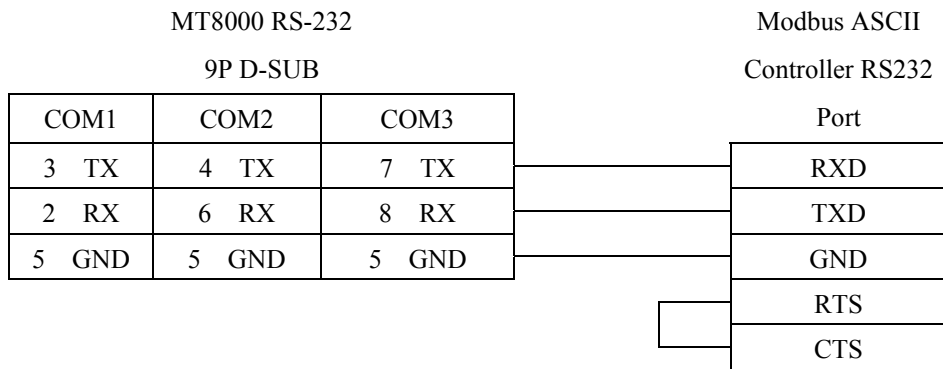 MT8000 RS-232 Modbus ASCII
9P D-SUB Controller RS232
COM1 COM2 COM3 Port
3 TX 4 TX 7 TX RXD
2 RX 6 RX 8 RX TXD
5 GND 5 GND 5 GND GND
RTS
CTS